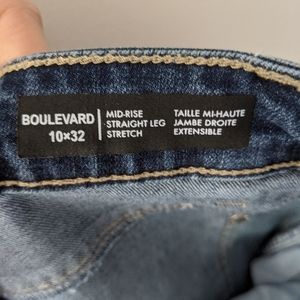 BOULEVARD
10×32
MID-RISE
STRAIGHT LEG
STRETCH
TAILLE MI-HAUTE
JAMBE DROITE
EXTENSIBLE